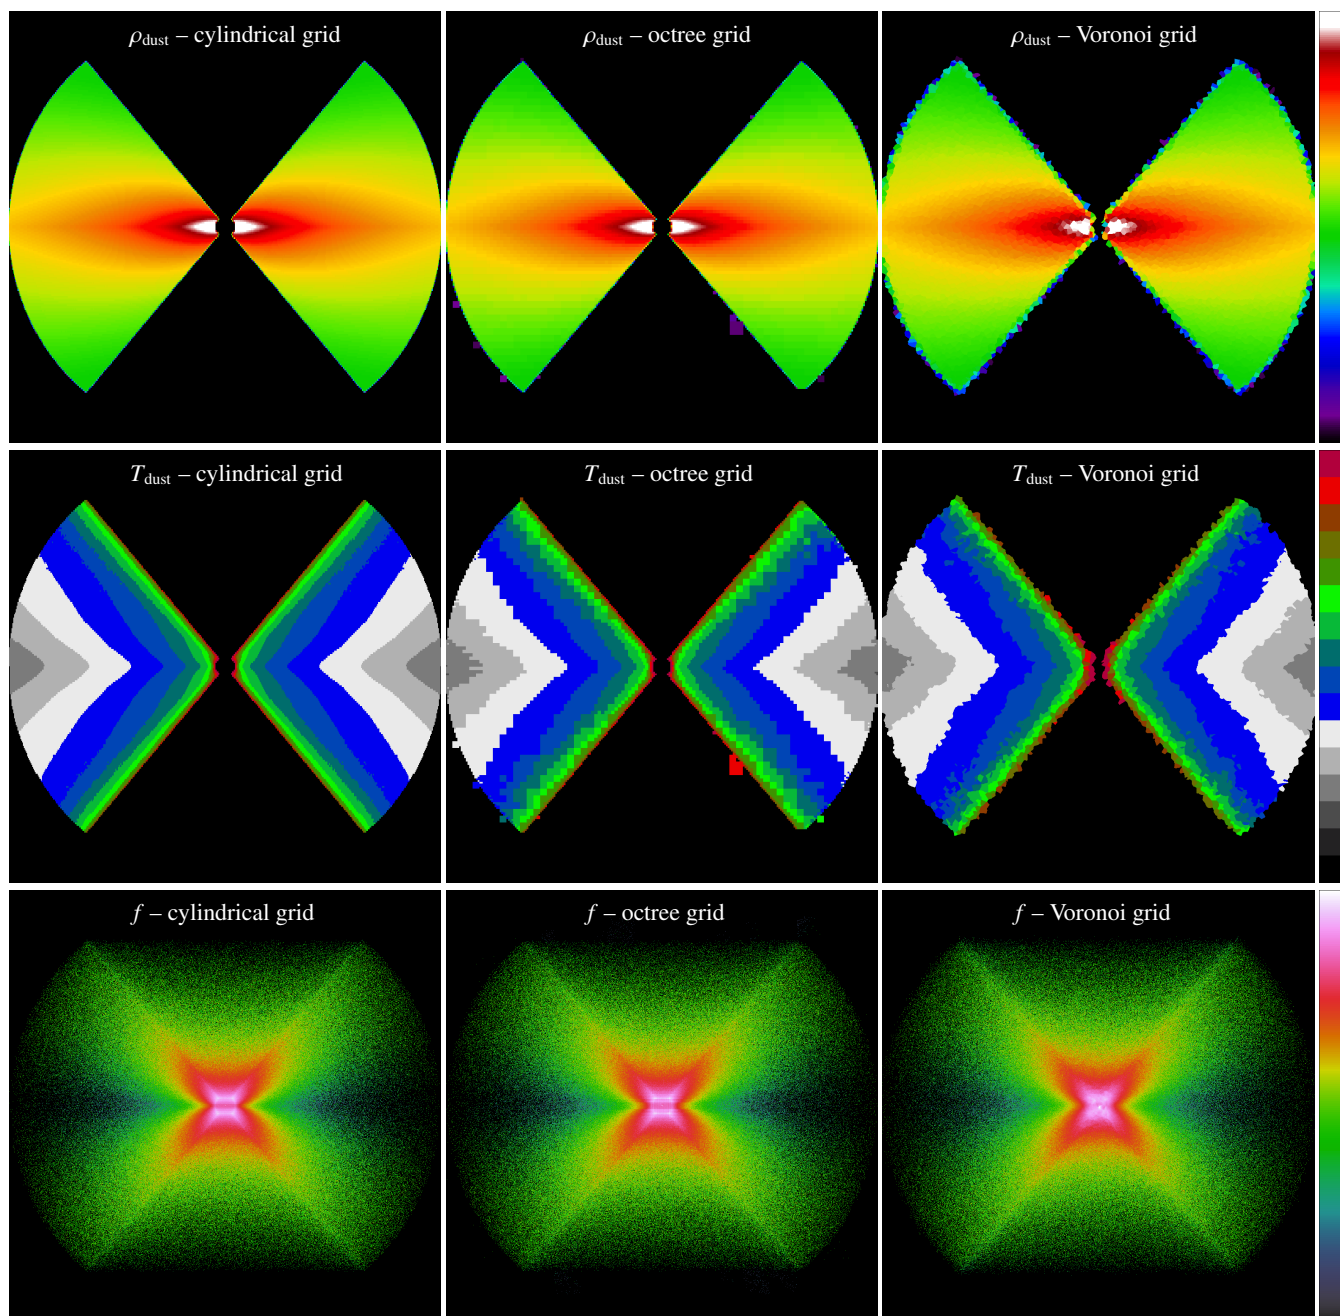 ρdust – cylindrical grid
ρdust – octree grid
ρdust – Voronoi grid
Tdust – cylindrical grid
Tdust – octree grid
Tdust – Voronoi grid
f – cylindrical grid
f – octree grid
f – Voronoi grid